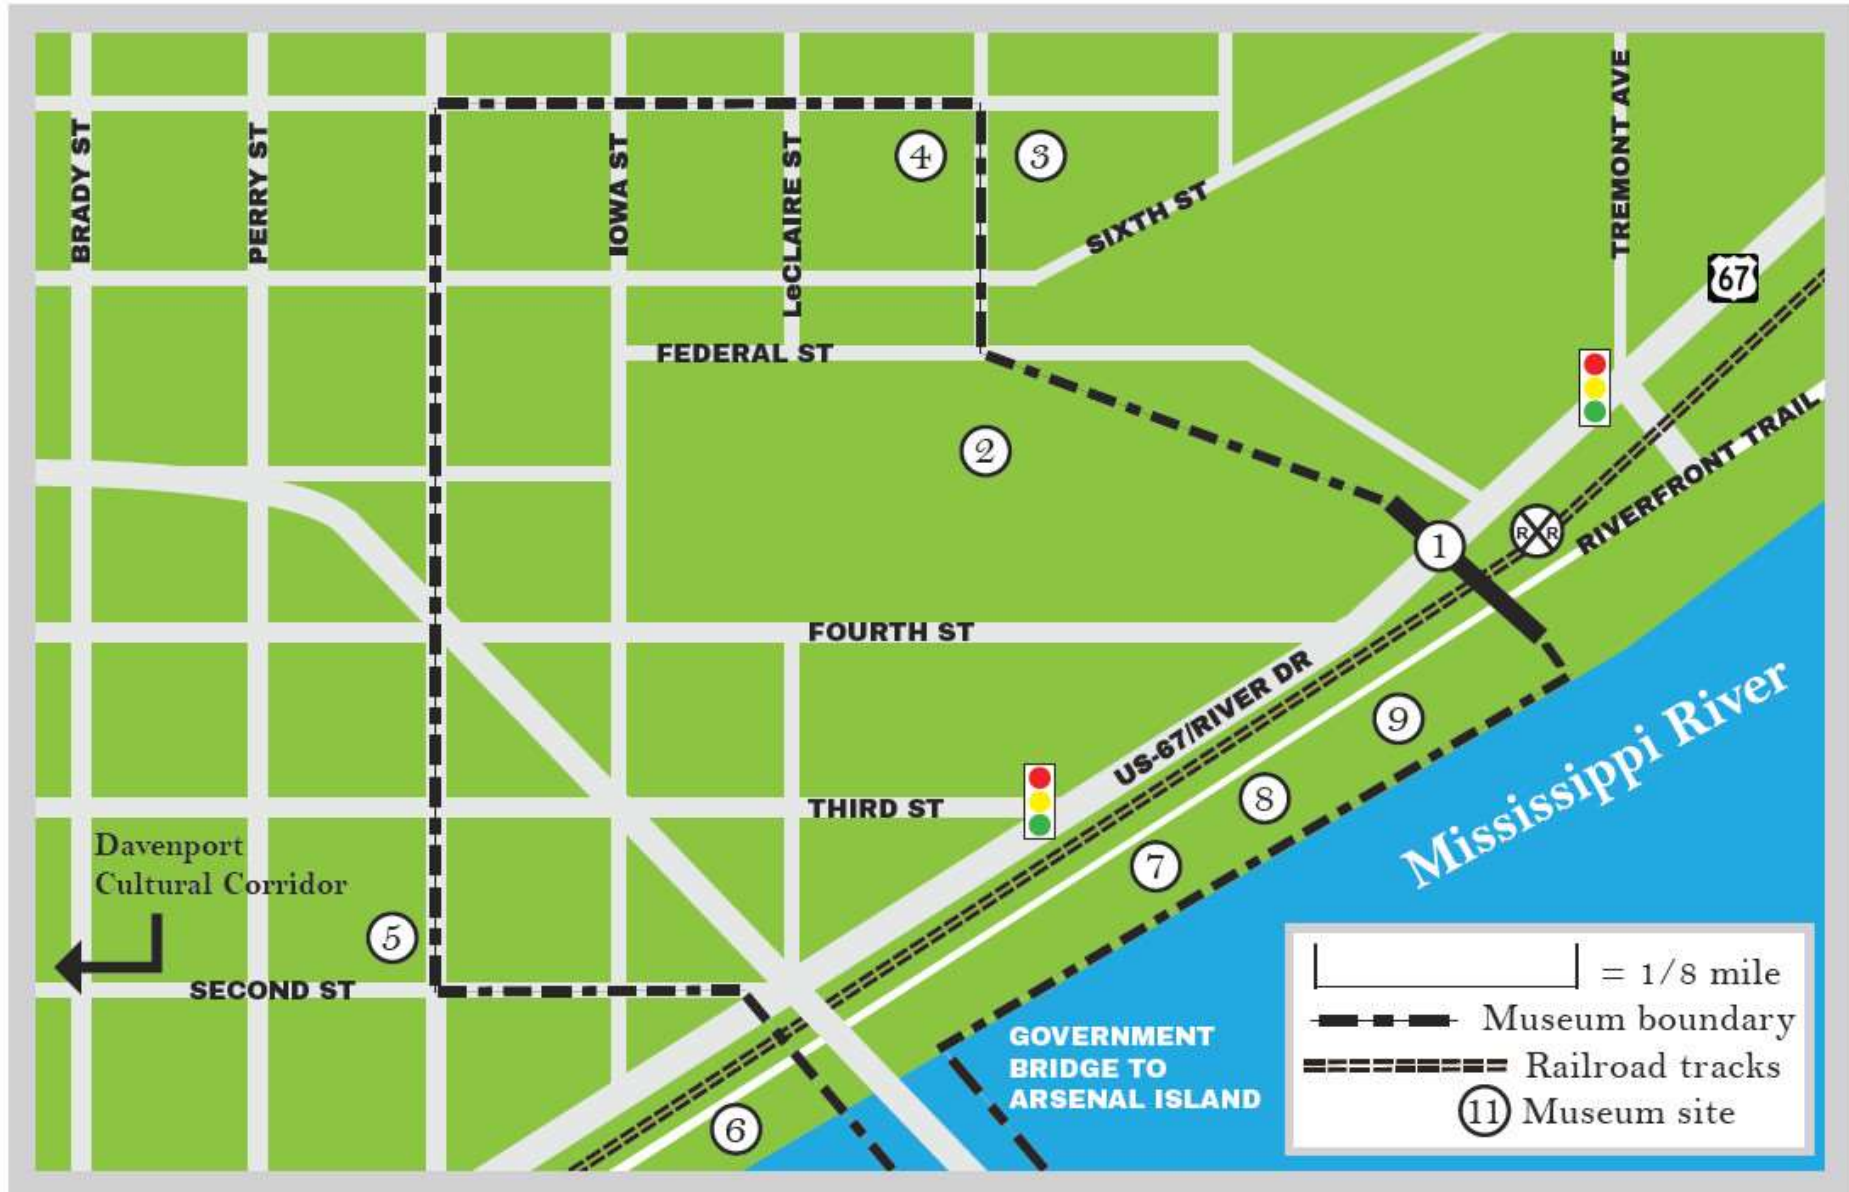 BRADY ST
PERRY ST
IOWA ST
LeCLAIRE ST
4
3
SIXTH ST
TREMONT AVE
67
FEDERAL ST
2
1
R R
RIVERFRONT TRAIL
FOURTH ST
US-67/RIVER DR
9
8
7
Mississippi River
THIRD ST
Davenport
Cultural Corridor
5
SECOND ST
6
GOVERNMENT
BRIDGE TO
ARSENAL ISLAND
= 1/8 mile
Museum boundary
Railroad tracks
11 Museum site